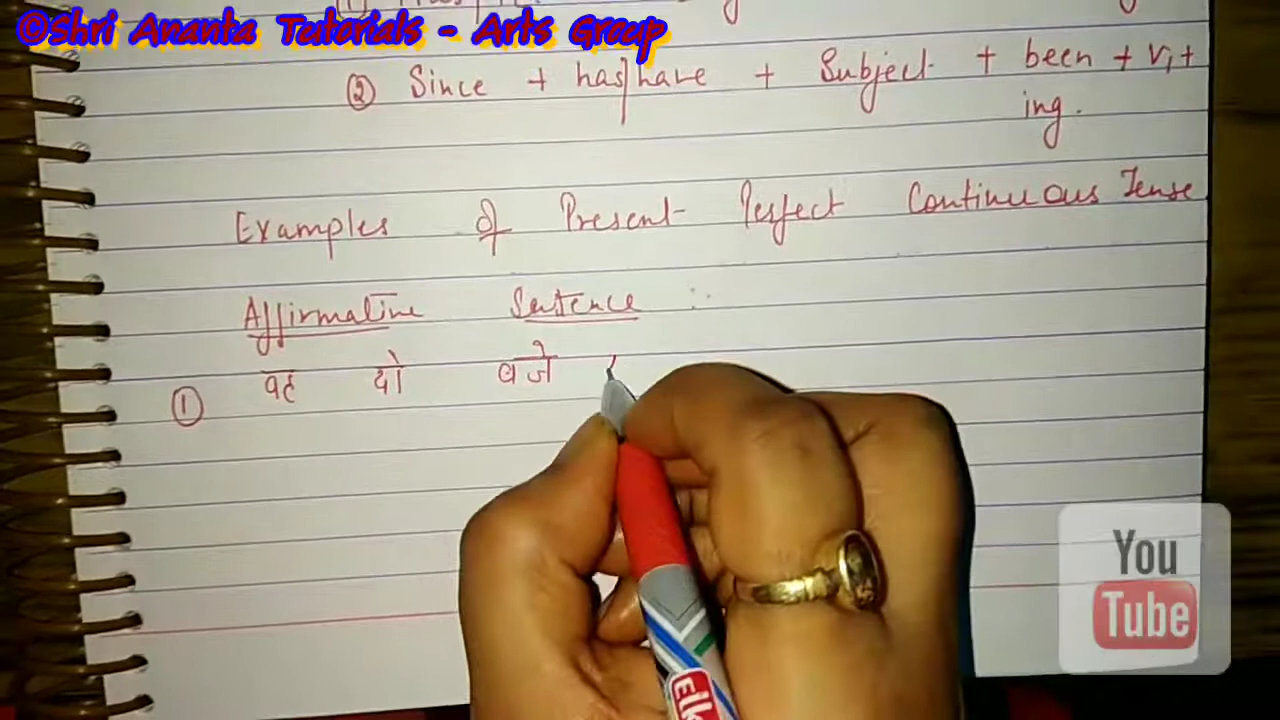 ©Shri Ananta Tutorials - Arts Group
② Since + has/have + Subject + been + V₁ +
ing.
Examples of Present Perfect Continuous Tense
Affirmative Sentence :-
① वह दो बजे
You
Tube
Elk